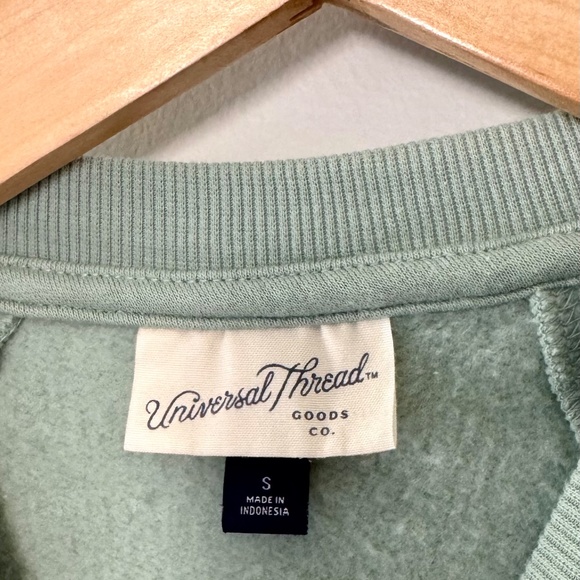 Universal Thread™
GOODS
CO.
S
MADE IN
INDONESIA